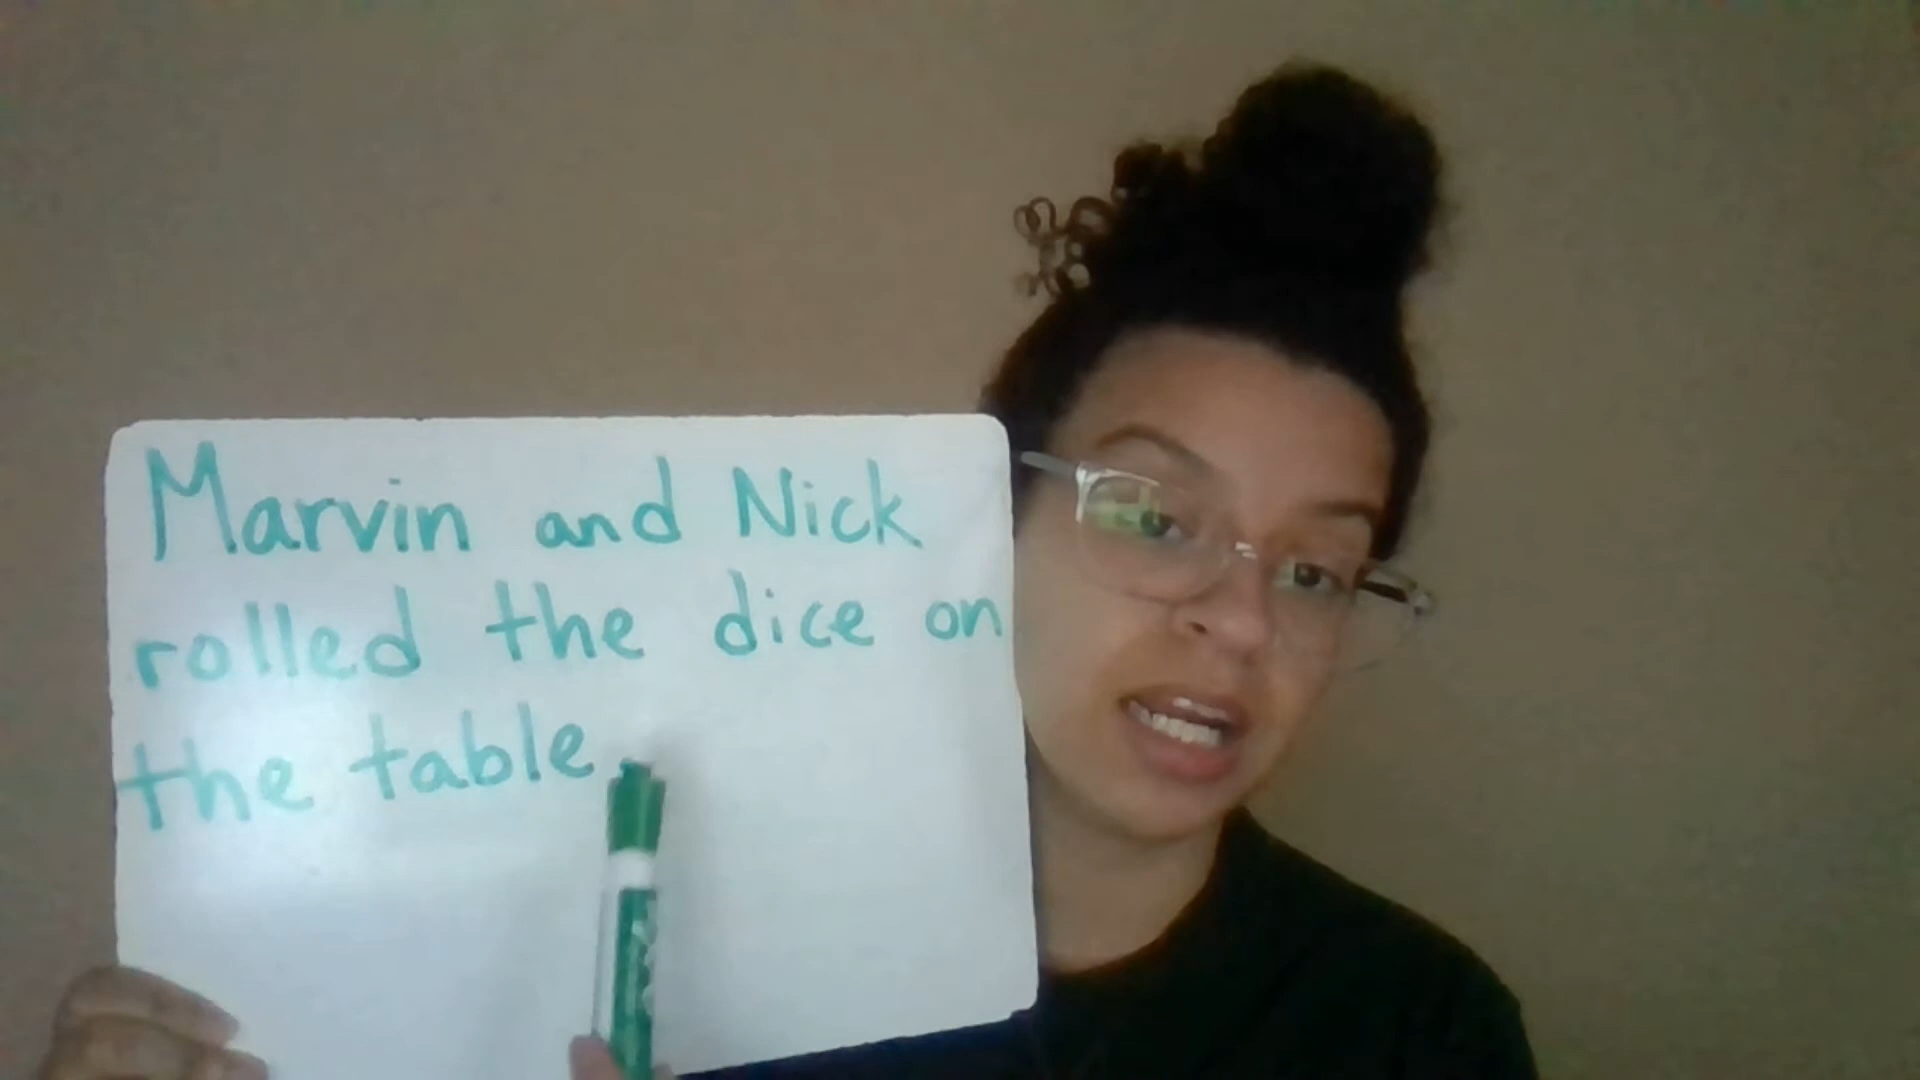 Marvin and Nick
rolled the dice on
the table.